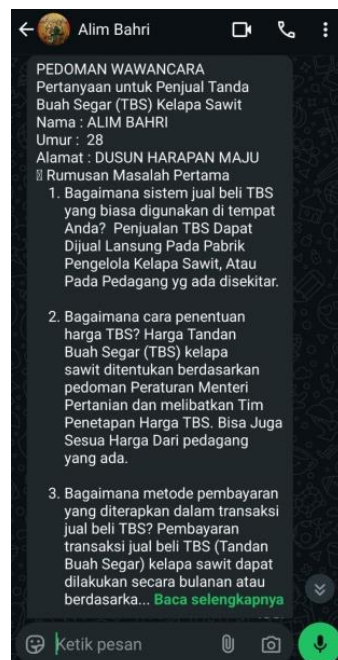 Alim Bahri
PEDOMAN WAWANCARA
Pertanyaan untuk Penjual Tanda
Buah Segar (TBS) Kelapa Sawit
Nama : ALIM BAHRI
Umur : 28
Alamat : DUSUN HARAPAN MAJU
Rumusan Masalah Pertama
1. Bagaimana sistem jual beli TBS
yang biasa digunakan di tempat
Anda? Penjualan TBS Dapat
Dijual Lansung Pada Pabrik
Pengelola Kelapa Sawit, Atau
Pada Pedagang yg ada disekitar.
2. Bagaimana cara penentuan
harga TBS? Harga Tandan
Buah Segar (TBS) kelapa
sawit ditentukan berdasarkan
pedoman Peraturan Menteri
Pertanian dan melibatkan Tim
Penetapan Harga TBS. Bisa Juga
Sesua Harga Dari pedagang
yang ada.
3. Bagaimana metode pembayaran
yang diterapkan dalam transaksi
jual beli TBS? Pembayaran
transaksi jual beli TBS (Tandan
Buah Segar) kelapa sawit dapat
dilakukan secara bulanan atau
berdasarka... Baca selengkapnya
Ketik pesan